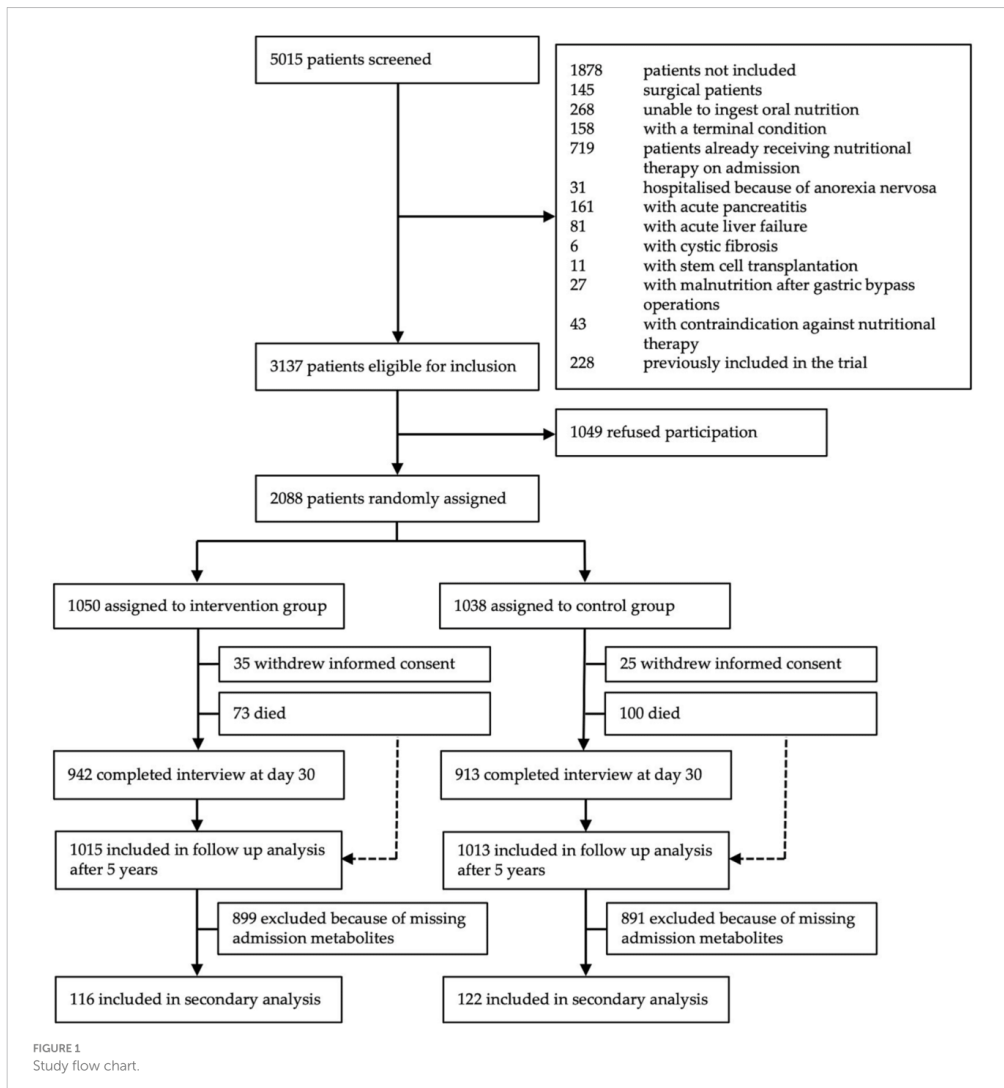 5015 patients screened
1878 patients not included
145 surgical patients
268 unable to ingest oral nutrition
158 with a terminal condition
719 patients already receiving nutritional
therapy on admission
31 hospitalised because of anorexia nervosa
161 with acute pancreatitis
81 with acute liver failure
6 with cystic fibrosis
11 with stem cell transplantation
27 with malnutrition after gastric bypass
operations
43 with contraindication against nutritional
therapy
228 previously included in the trial
3137 patients eligible for inclusion
1049 refused participation
2088 patients randomly assigned
1050 assigned to intervention group
1038 assigned to control group
35 withdrew informed consent
25 withdrew informed consent
73 died
100 died
942 completed interview at day 30
913 completed interview at day 30
1015 included in follow up analysis
after 5 years
1013 included in follow up analysis
after 5 years
899 excluded because of missing
admission metabolites
891 excluded because of missing
admission metabolites
116 included in secondary analysis
122 included in secondary analysis
FIGURE 1
Study flow chart.